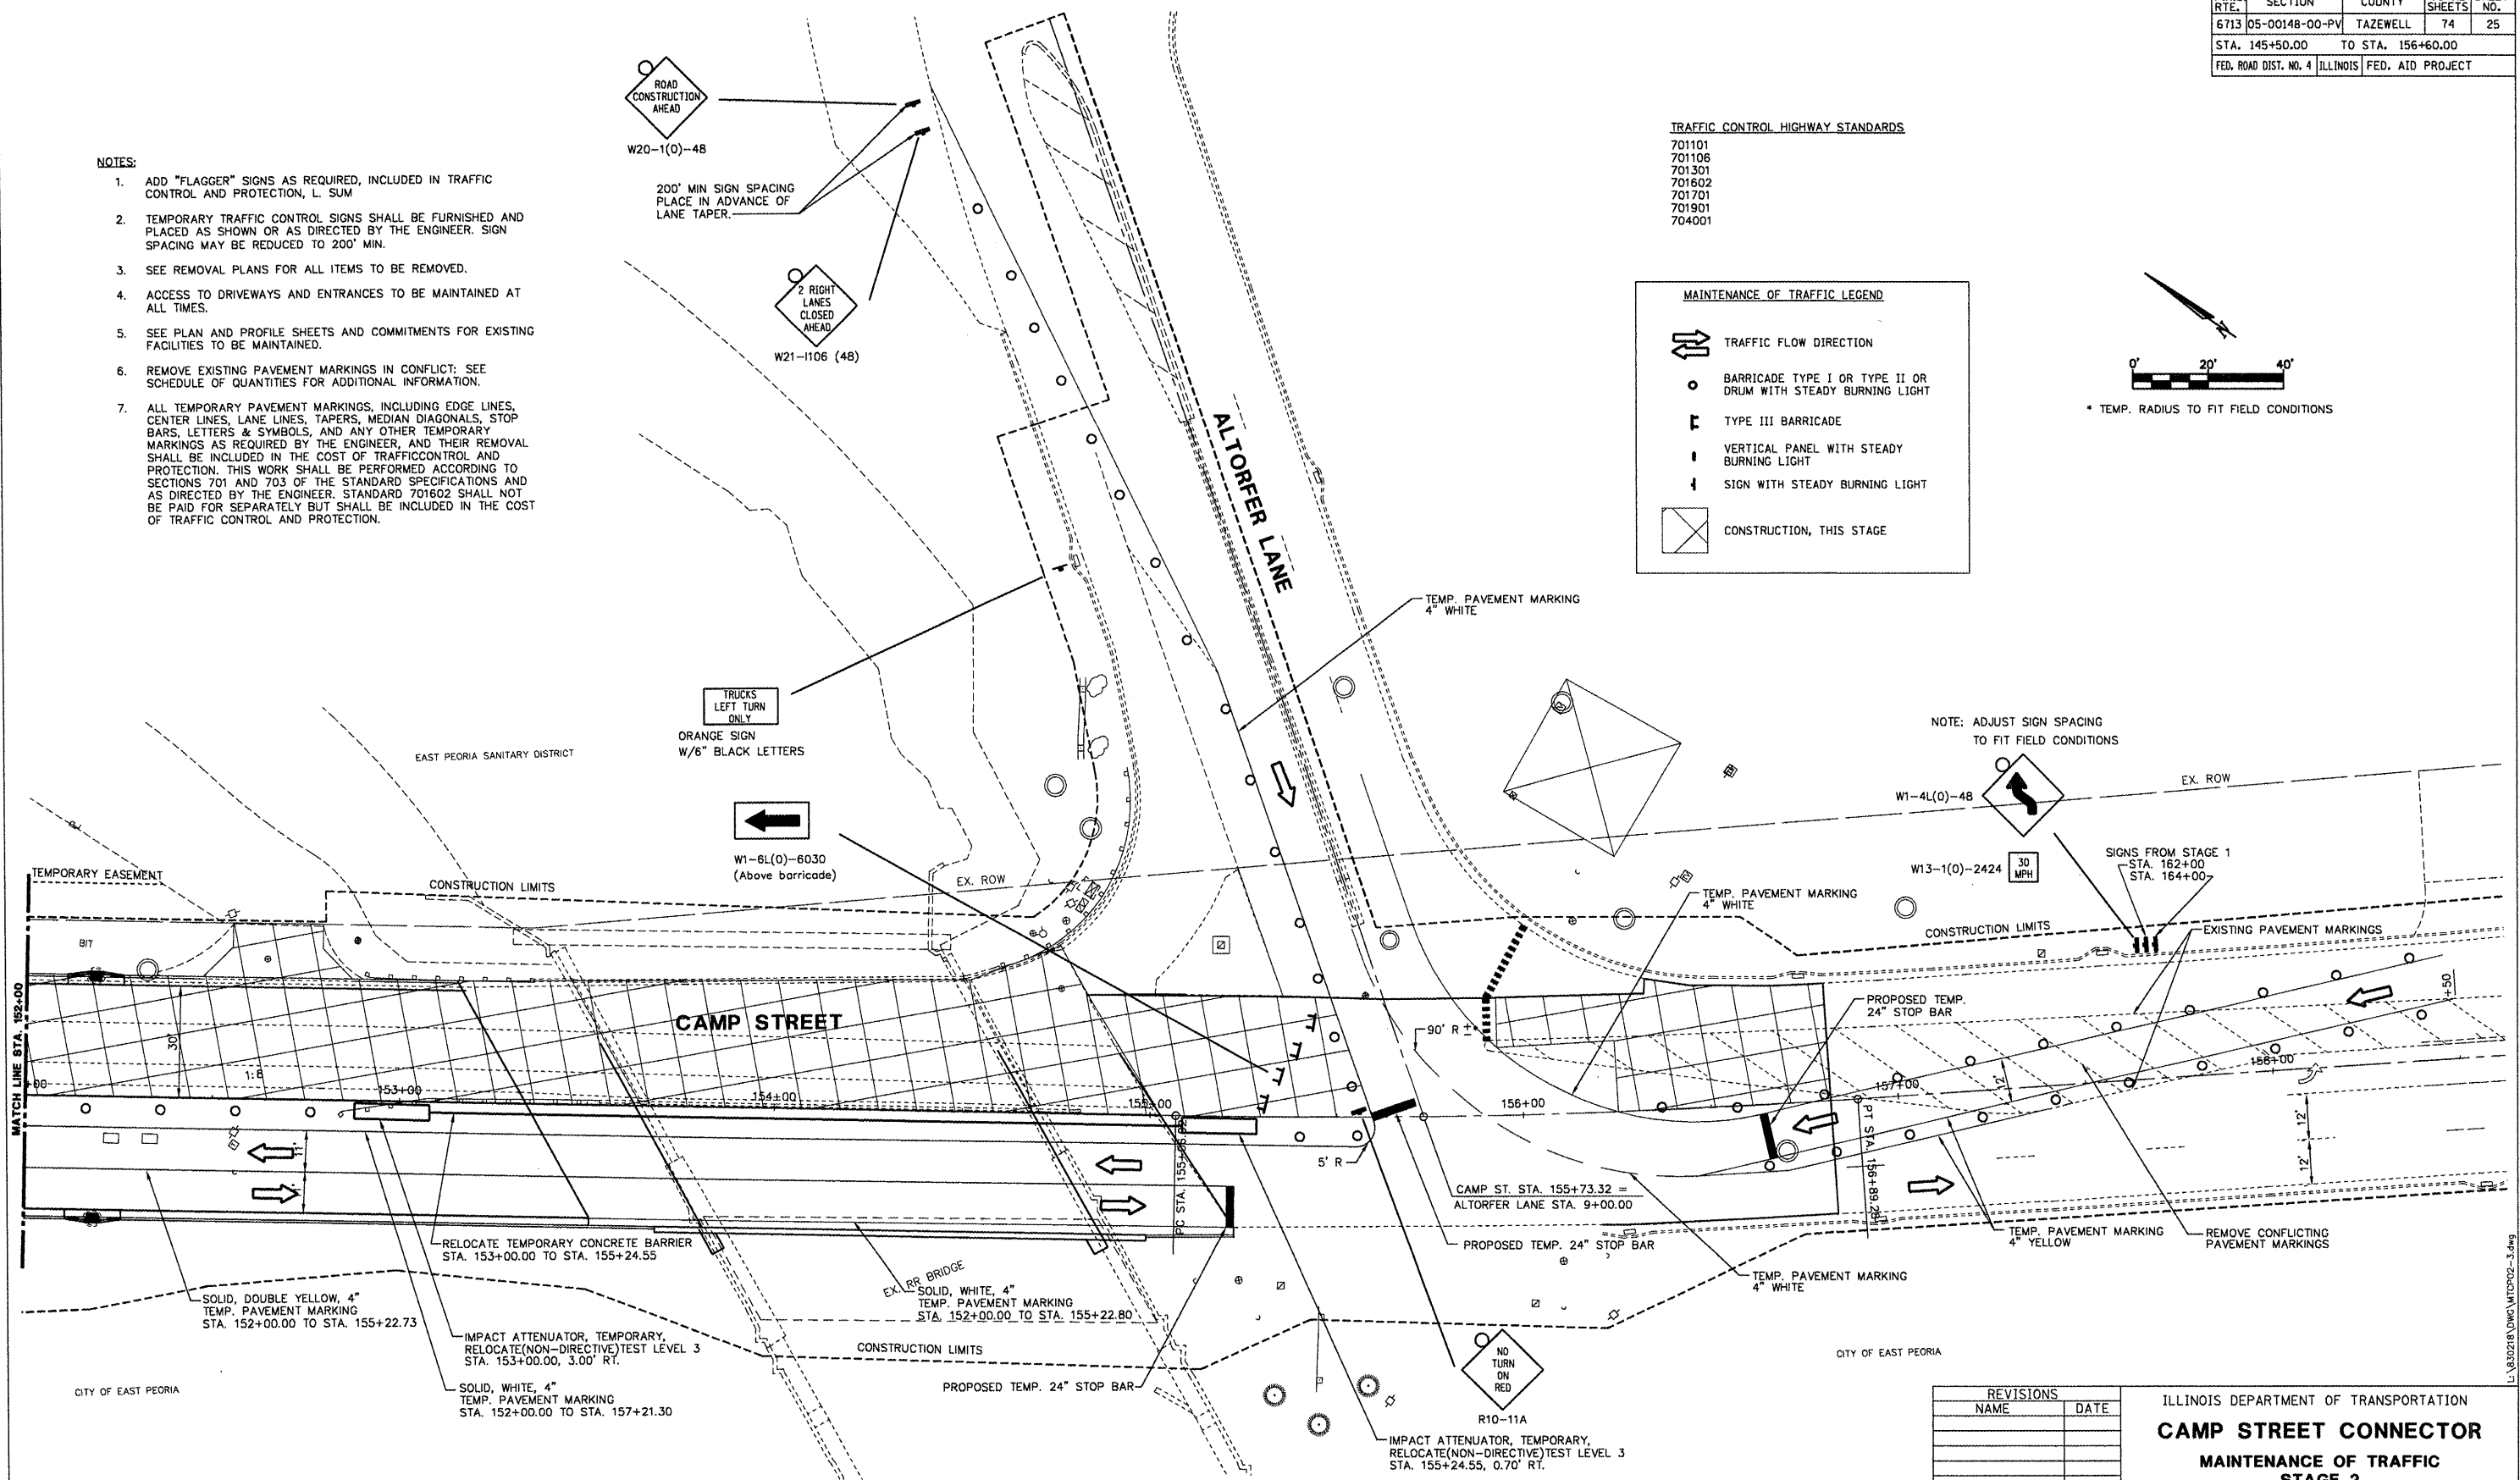 RTE. SECTION COUNTY SHEETS NO.
6713 05-00148-00-PV TAZEWELL 74 25
STA. 145+50.00 TO STA. 156+60.00
FED. ROAD DIST. NO. 4 ILLINOIS FED. AID PROJECT
NOTES:
1. ADD "FLAGGER" SIGNS AS REQUIRED, INCLUDED IN TRAFFIC
CONTROL AND PROTECTION, L. SUM
2. TEMPORARY TRAFFIC CONTROL SIGNS SHALL BE FURNISHED AND
PLACED AS SHOWN OR AS DIRECTED BY THE ENGINEER. SIGN
SPACING MAY BE REDUCED TO 200' MIN.
3. SEE REMOVAL PLANS FOR ALL ITEMS TO BE REMOVED.
4. ACCESS TO DRIVEWAYS AND ENTRANCES TO BE MAINTAINED AT
ALL TIMES.
5. SEE PLAN AND PROFILE SHEETS AND COMMITMENTS FOR EXISTING
FACILITIES TO BE MAINTAINED.
6. REMOVE EXISTING PAVEMENT MARKINGS IN CONFLICT: SEE
SCHEDULE OF QUANTITIES FOR ADDITIONAL INFORMATION.
7. ALL TEMPORARY PAVEMENT MARKINGS, INCLUDING EDGE LINES,
CENTER LINES, LANE LINES, TAPERS, MEDIAN DIAGONALS, STOP
BARS, LETTERS & SYMBOLS, AND ANY OTHER TEMPORARY
MARKINGS AS REQUIRED BY THE ENGINEER, AND THEIR REMOVAL
SHALL BE INCLUDED IN THE COST OF TRAFFICCONTROL AND
PROTECTION. THIS WORK SHALL BE PERFORMED ACCORDING TO
SECTIONS 701 AND 703 OF THE STANDARD SPECIFICATIONS AND
AS DIRECTED BY THE ENGINEER. STANDARD 701602 SHALL NOT
BE PAID FOR SEPARATELY BUT SHALL BE INCLUDED IN THE COST
OF TRAFFIC CONTROL AND PROTECTION.
ROAD
CONSTRUCTION
AHEAD
W20-1(O)-48
200' MIN SIGN SPACING
PLACE IN ADVANCE OF
LANE TAPER.
2 RIGHT
LANES
CLOSED
AHEAD
W21-I106 (48)
TRAFFIC CONTROL HIGHWAY STANDARDS
701101
701106
701301
701602
701701
701901
704001
MAINTENANCE OF TRAFFIC LEGEND
TRAFFIC FLOW DIRECTION
BARRICADE TYPE I OR TYPE II OR
DRUM WITH STEADY BURNING LIGHT
TYPE III BARRICADE
VERTICAL PANEL WITH STEADY
BURNING LIGHT
SIGN WITH STEADY BURNING LIGHT
CONSTRUCTION, THIS STAGE
N
0' 20' 40'
* TEMP. RADIUS TO FIT FIELD CONDITIONS
ALTORFER LANE
TEMP. PAVEMENT MARKING
4" WHITE
TRUCKS
LEFT TURN
ONLY
ORANGE SIGN
W/6" BLACK LETTERS
EAST PEORIA SANITARY DISTRICT
W1-6L(O)-6030
(Above barricade)
NOTE: ADJUST SIGN SPACING
TO FIT FIELD CONDITIONS
W1-4L(O)-48
EX. ROW
W13-1(O)-2424
30
MPH
SIGNS FROM STAGE 1
STA. 162+00
STA. 164+00
TEMPORARY EASEMENT
CONSTRUCTION LIMITS
EX. ROW
TEMP. PAVEMENT MARKING
4" WHITE
CONSTRUCTION LIMITS
EXISTING PAVEMENT MARKINGS
BIT
MATCH LINE STA. 152+00
CAMP STREET
30'
1:8
+00
153+00
154+00
155+00
156+00
157+00
158+00
+50
90' R ±*
PROPOSED TEMP.
24" STOP BAR
12'
12'
12'
11'
11'
5' R
PC STA. 155+06.02
PT STA. 156+89.28
CAMP ST. STA. 155+73.32 =
ALTORFER LANE STA. 9+00.00
RELOCATE TEMPORARY CONCRETE BARRIER
STA. 153+00.00 TO STA. 155+24.55
PROPOSED TEMP. 24" STOP BAR
TEMP. PAVEMENT MARKING
4" YELLOW
REMOVE CONFLICTING
PAVEMENT MARKINGS
EX. RR BRIDGE
SOLID, WHITE, 4"
TEMP. PAVEMENT MARKING
STA. 152+00.00 TO STA. 155+22.80
TEMP. PAVEMENT MARKING
4" WHITE
SOLID, DOUBLE YELLOW, 4"
TEMP. PAVEMENT MARKING
STA. 152+00.00 TO STA. 155+22.73
IMPACT ATTENUATOR, TEMPORARY,
RELOCATE(NON-DIRECTIVE)TEST LEVEL 3
STA. 153+00.00, 3.00' RT.
CONSTRUCTION LIMITS
NO
TURN
ON
RED
R10-11A
CITY OF EAST PEORIA
CITY OF EAST PEORIA
SOLID, WHITE, 4"
TEMP. PAVEMENT MARKING
STA. 152+00.00 TO STA. 157+21.30
PROPOSED TEMP. 24" STOP BAR
IMPACT ATTENUATOR, TEMPORARY,
RELOCATE(NON-DIRECTIVE)TEST LEVEL 3
STA. 155+24.55, 0.70' RT.
L:\830218\DWG\MTCP02-3.dwg
REVISIONS
NAME DATE
ILLINOIS DEPARTMENT OF TRANSPORTATION
CAMP STREET CONNECTOR
MAINTENANCE OF TRAFFIC
STAGE 2